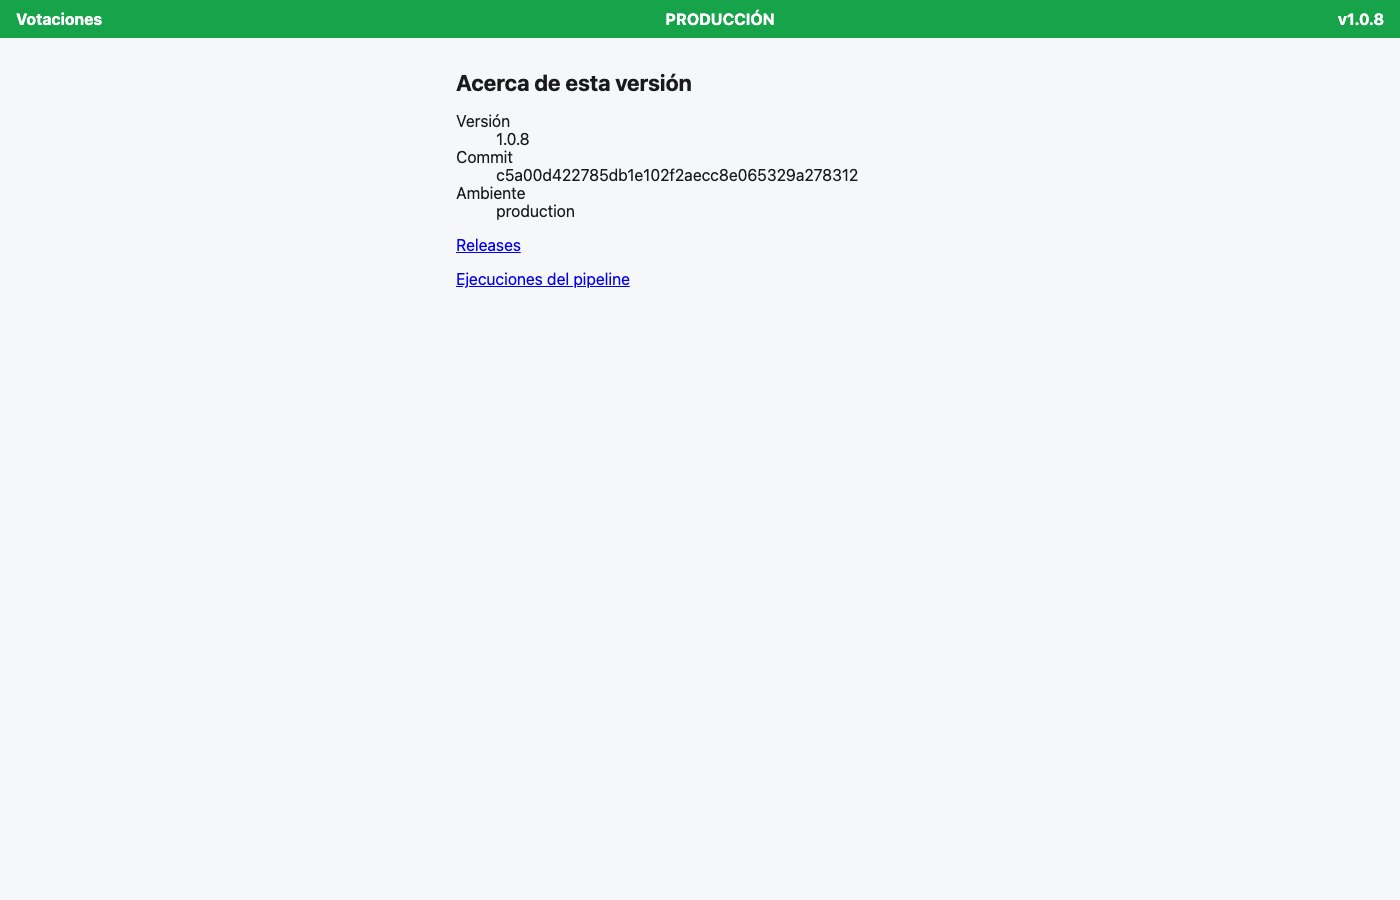 Votaciones
PRODUCCIÓN
v1.0.8
Acerca de esta versión
Versión
1.0.8
Commit
c5a00d422785db1e102f2aecc8e065329a278312
Ambiente
production
Releases
Ejecuciones del pipeline